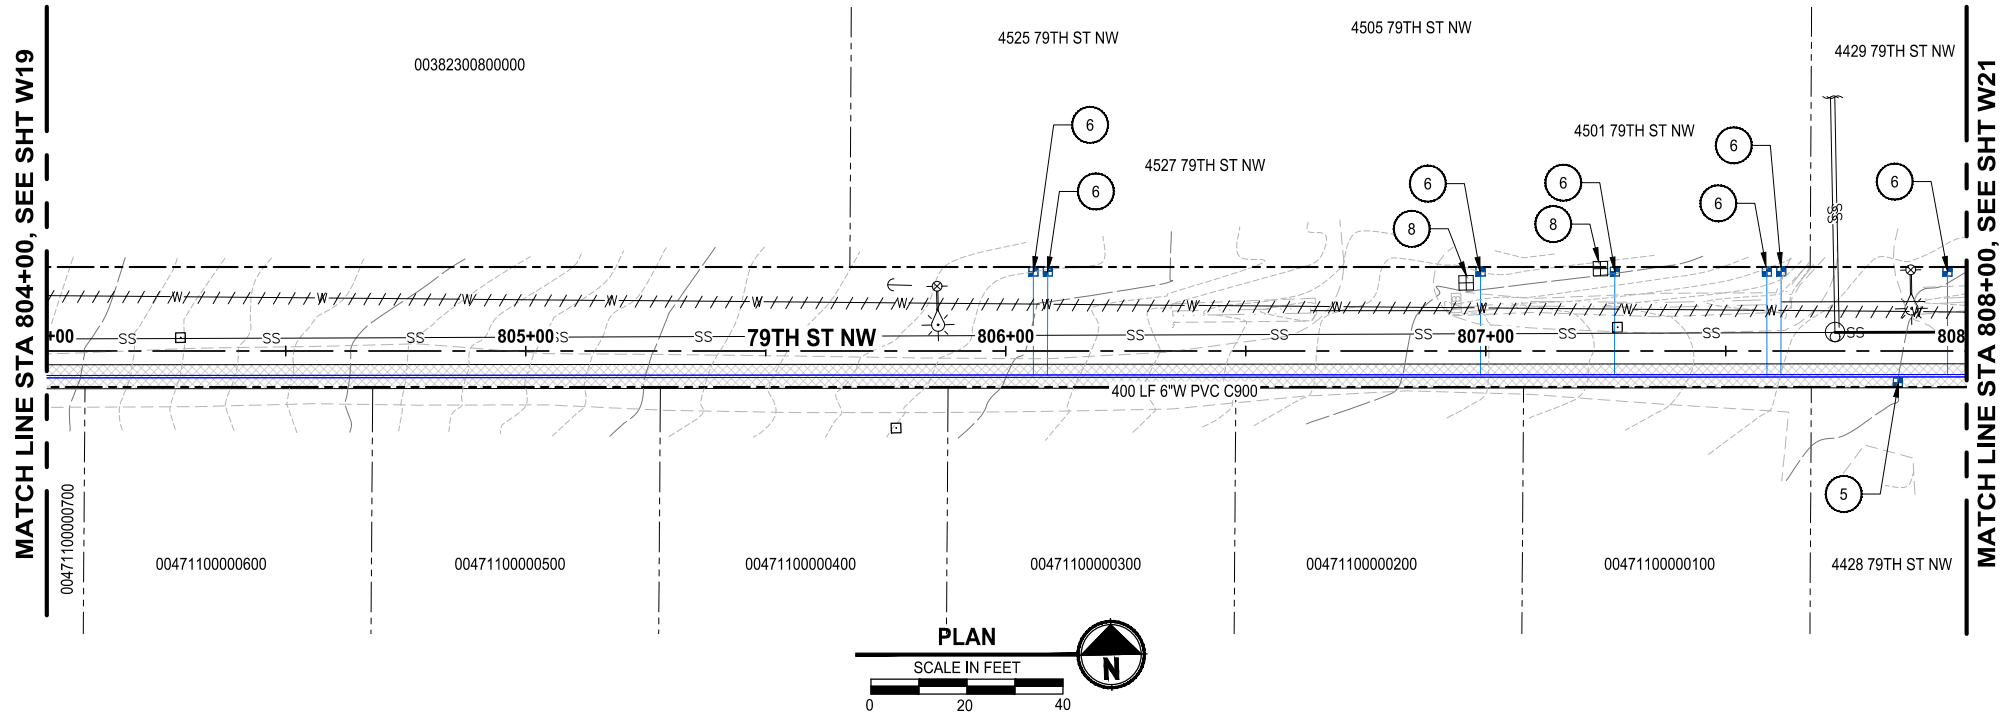 MATCH LINE STA 804+00, SEE SHT W19
00382300800000
4525 79TH ST NW
4505 79TH ST NW
4429 79TH ST NW
MATCH LINE STA 808+00, SEE SHT W21
6
4501 79TH ST NW
6
4527 79TH ST NW
6
6
6
6
6
8
8
SS
SS
W W W W W W W W W W W W W
+00 SS SS 805+00 SS SS SS 79TH ST NW 806+00 SS SS SS 807+00 SS SS SS 808
400 LF 6"W PVC C900
5
00471100000700
00471100000600
00471100000500
00471100000400
00471100000300
00471100000200
00471100000100
4428 79TH ST NW
PLAN
N
SCALE IN FEET
0 20 40